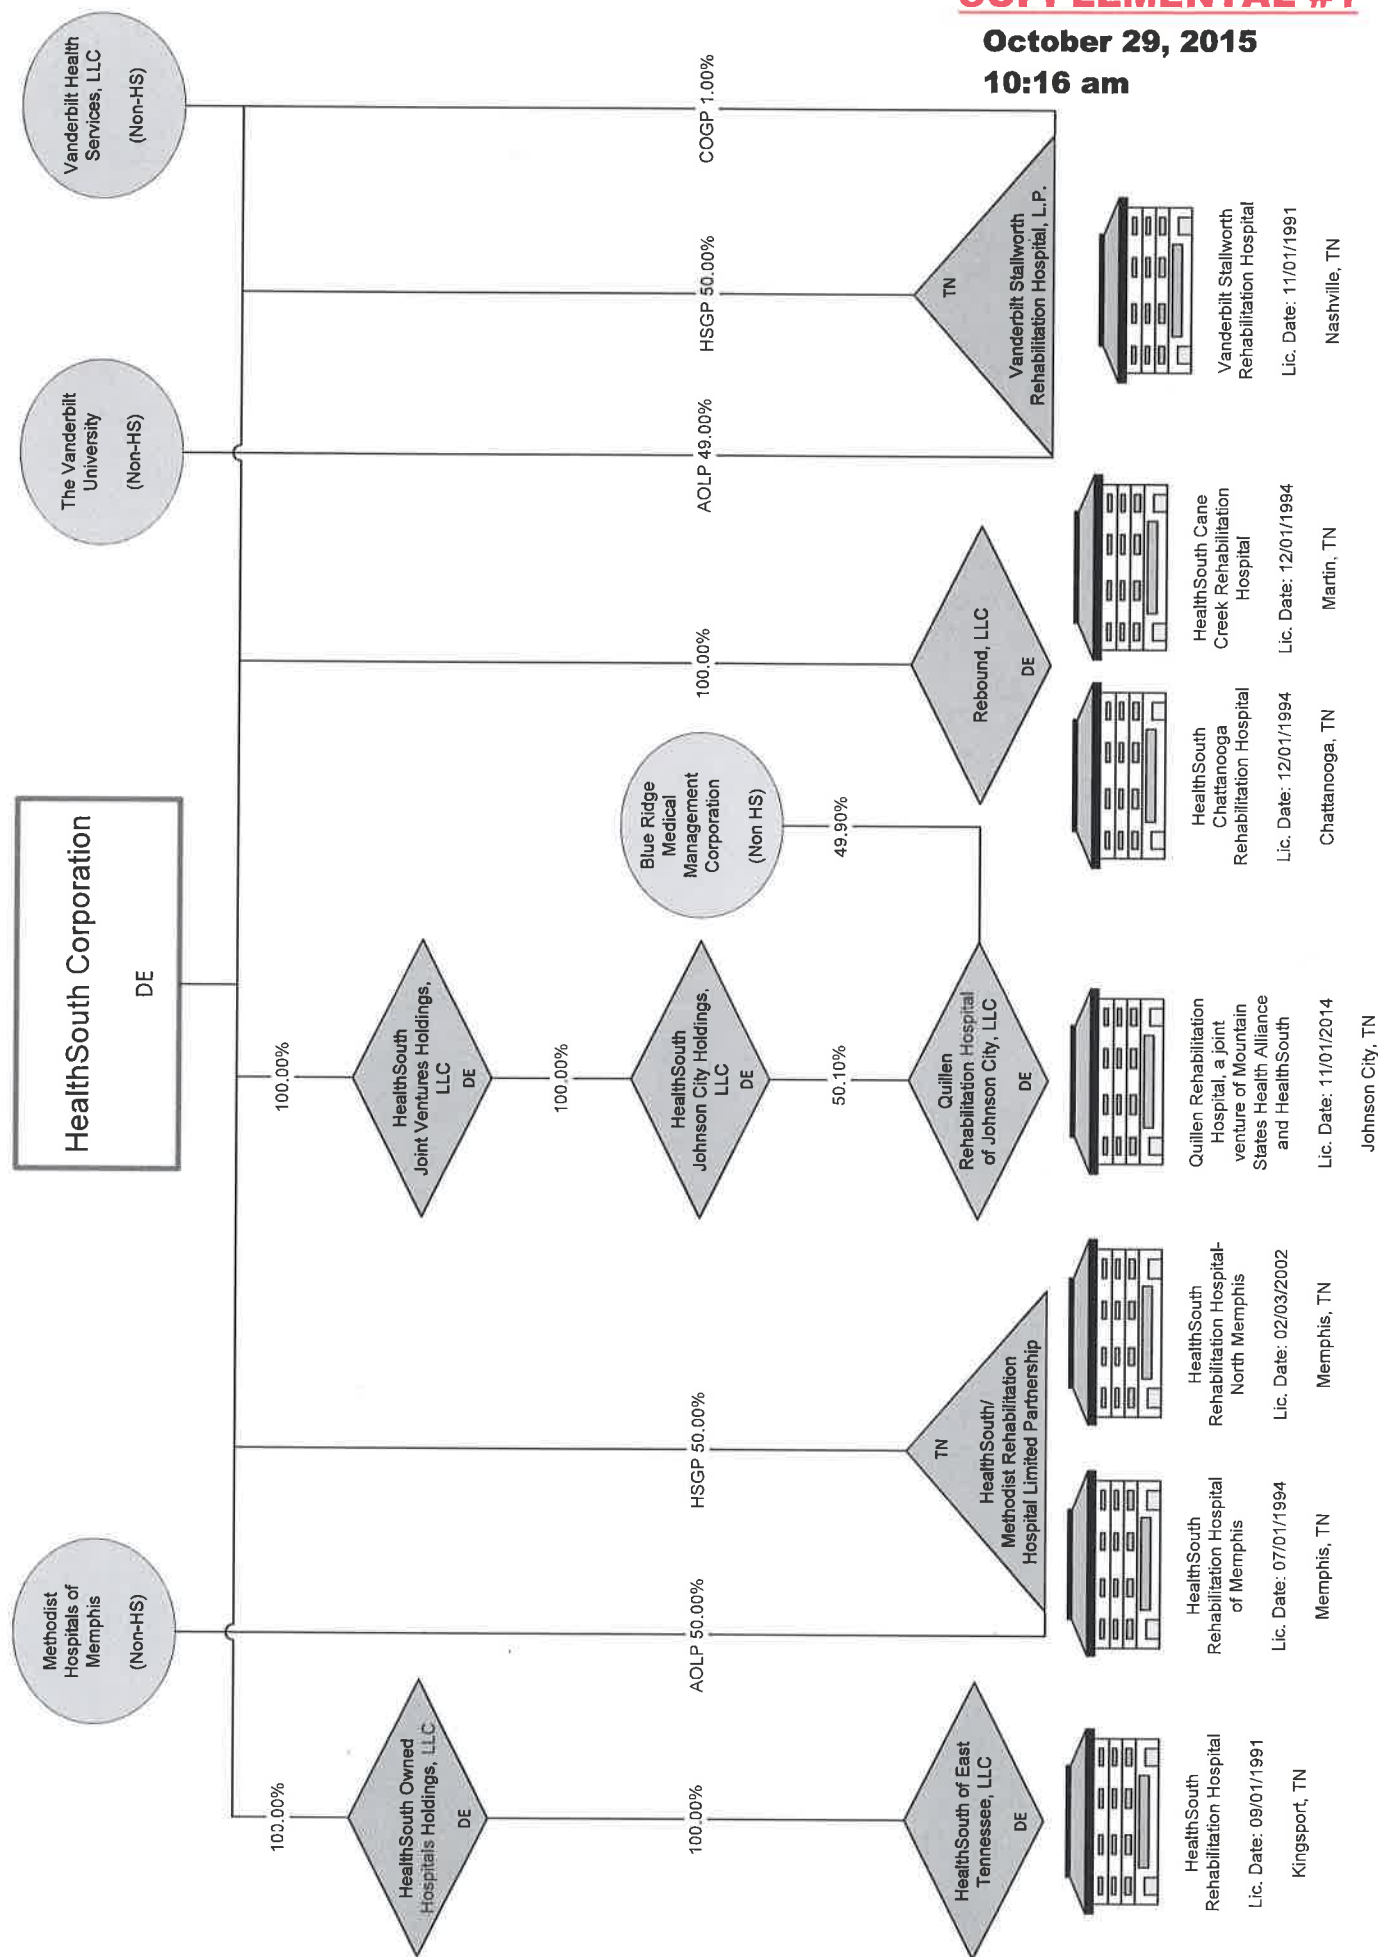 SUPPLEMENTAL #1
October 29, 2015
10:16 am
HealthSouth Corporation
DE
Methodist
Hospitals of
Memphis
(Non-HS)
The Vanderbilt
University
(Non-HS)
Vanderbilt Health
Services, LLC
(Non-HS)
100.00%
HealthSouth Owned
Hospitals Holdings, LLC
DE
100.00%
HealthSouth of East
Tennessee, LLC
DE
HealthSouth
Rehabilitation Hospital
Lic. Date: 09/01/1991
Kingsport, TN
AOLP 50.00%
HSGP 50.00%
TN
HealthSouth/
Methodist Rehabilitation
Hospital Limited Partnership
HealthSouth
Rehabilitation Hospital
of Memphis
Lic. Date: 07/01/1994
Memphis, TN
HealthSouth
Rehabilitation Hospital-
North Memphis
Lic. Date: 02/03/2002
Memphis, TN
100.00%
HealthSouth
Joint Ventures Holdings,
LLC
DE
100.00%
HealthSouth
Johnson City Holdings,
LLC
DE
50.10%
Blue Ridge
Medical
Management
Corporation
(Non HS)
49.90%
Quillen
Rehabilitation Hospital
of Johnson City, LLC
DE
Quillen Rehabilitation
Hospital, a joint
venture of Mountain
States Health Alliance
and HealthSouth
Lic. Date: 11/01/2014
Johnson City, TN
100.00%
Rebound, LLC
DE
HealthSouth
Chattanooga
Rehabilitation Hospital
Lic. Date: 12/01/1994
Chattanooga, TN
HealthSouth Cane
Creek Rehabilitation
Hospital
Lic. Date: 12/01/1994
Martin, TN
AOLP 49.00%
HSGP 50.00%
COGP 1.00%
TN
Vanderbilt Stallworth
Rehabilitation Hospital, L.P.
Vanderbilt Stallworth
Rehabilitation Hospital
Lic. Date: 11/01/1991
Nashville, TN